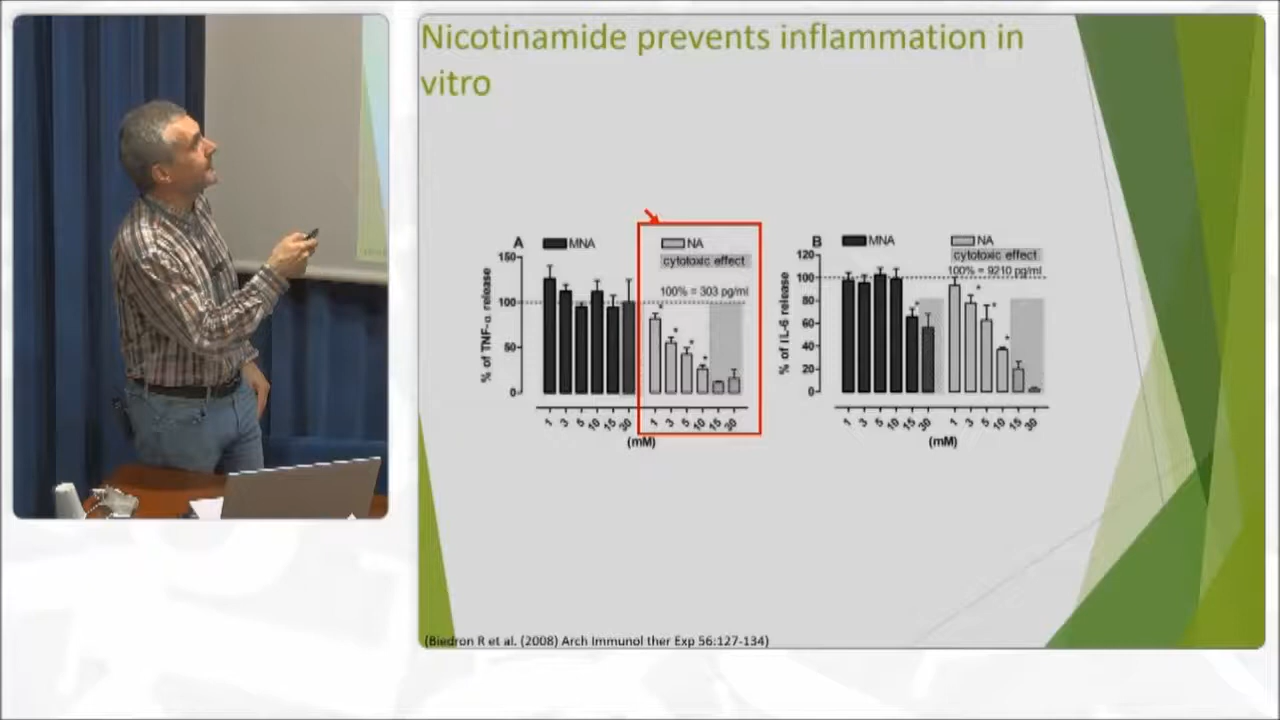 Nicotinamide prevents inflammation in
vitro
A
MNA
NA
cytotoxic effect
100% = 303 pg/ml
% of TNF-α release
150
100
50
0
1 3 5 10 15 30 1 3 5 10 15 30
(mM)
B
MNA
NA
cytotoxic effect
100% = 9210 pg/ml
% of IL-6 release
120
100
80
60
40
20
0
1 3 5 10 15 30 1 3 5 10 15 30
(mM)
(Biedron R et al. (2008) Arch Immunol ther Exp 56:127-134)